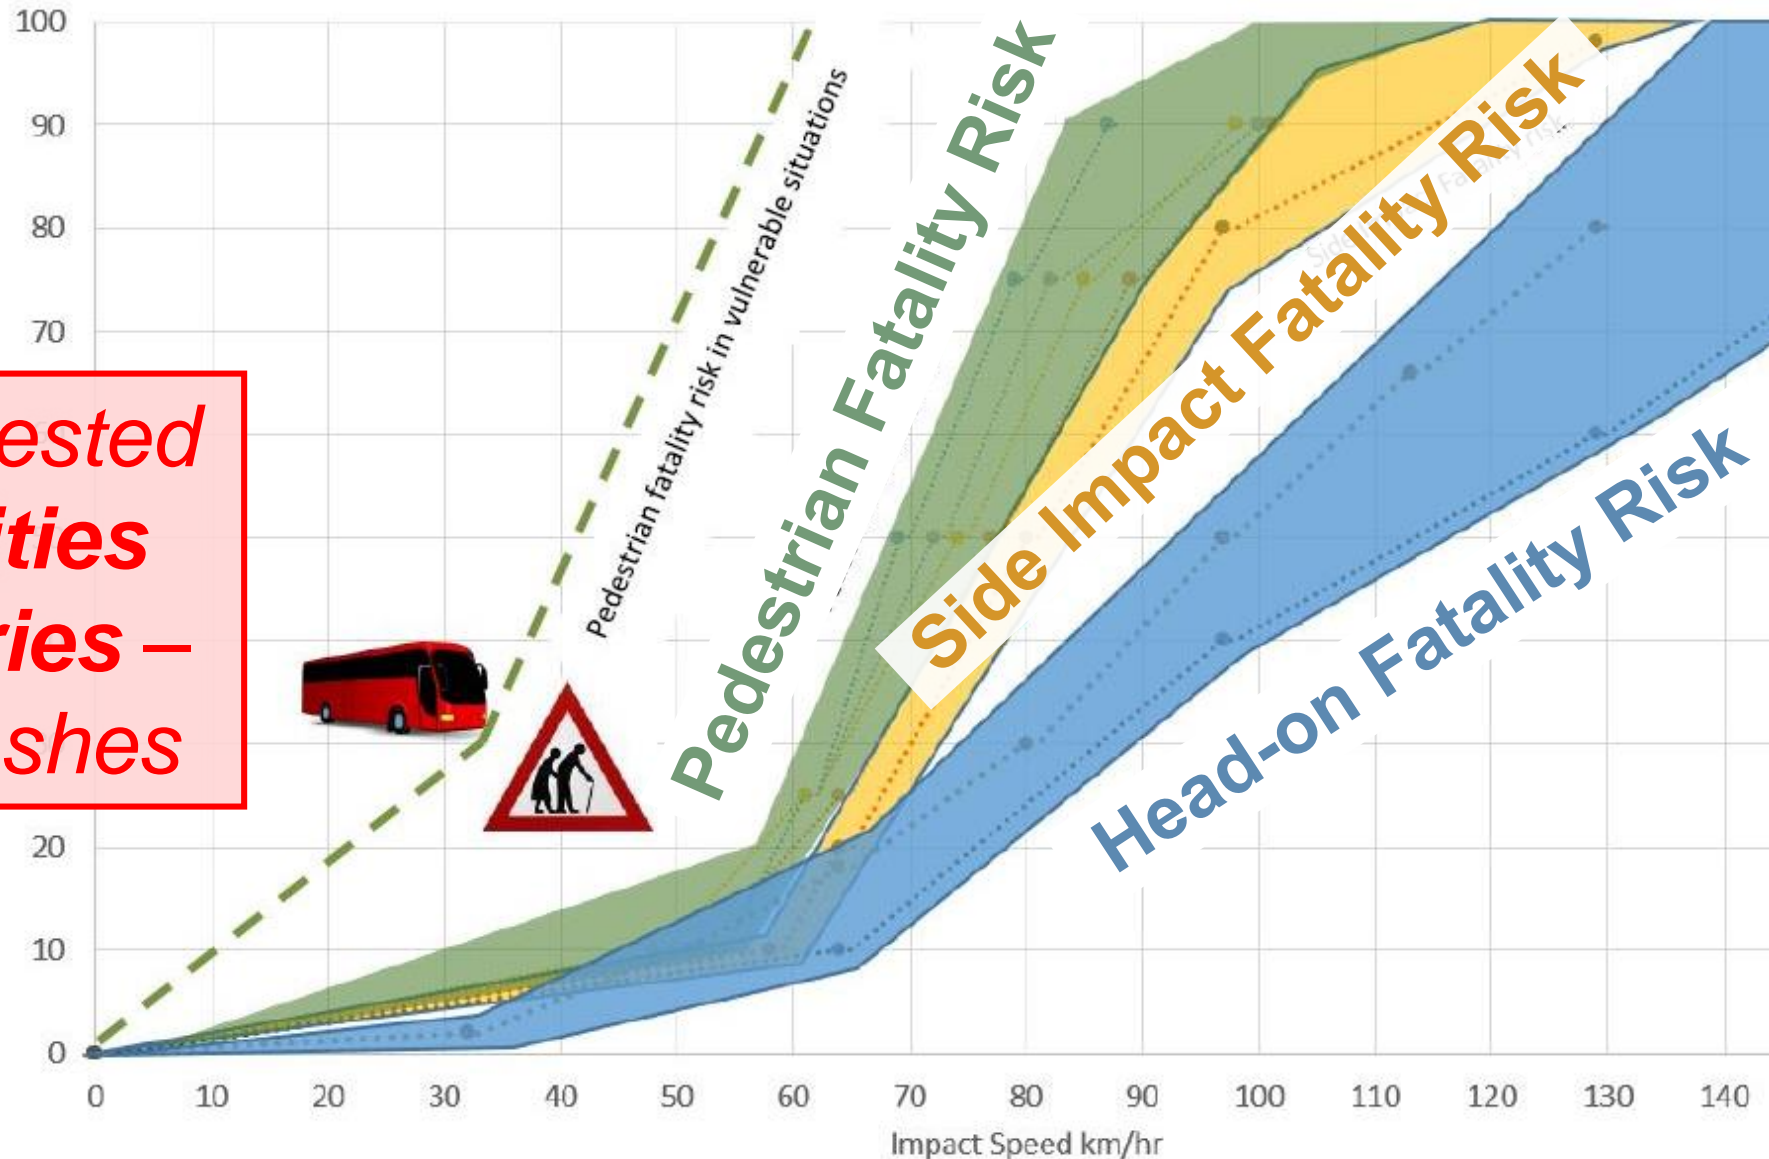 100
90
80
70
20
10
0
ested
ities
ries –
shes
Pedestrian fatality risk in vulnerable situations
Pedestrian Fatality Risk
Side Impact Fatality Risk
Head-on Fatality Risk
0 10 20 30 40 50 60 70 80 90 100 110 120 130 140
Impact Speed km/hr